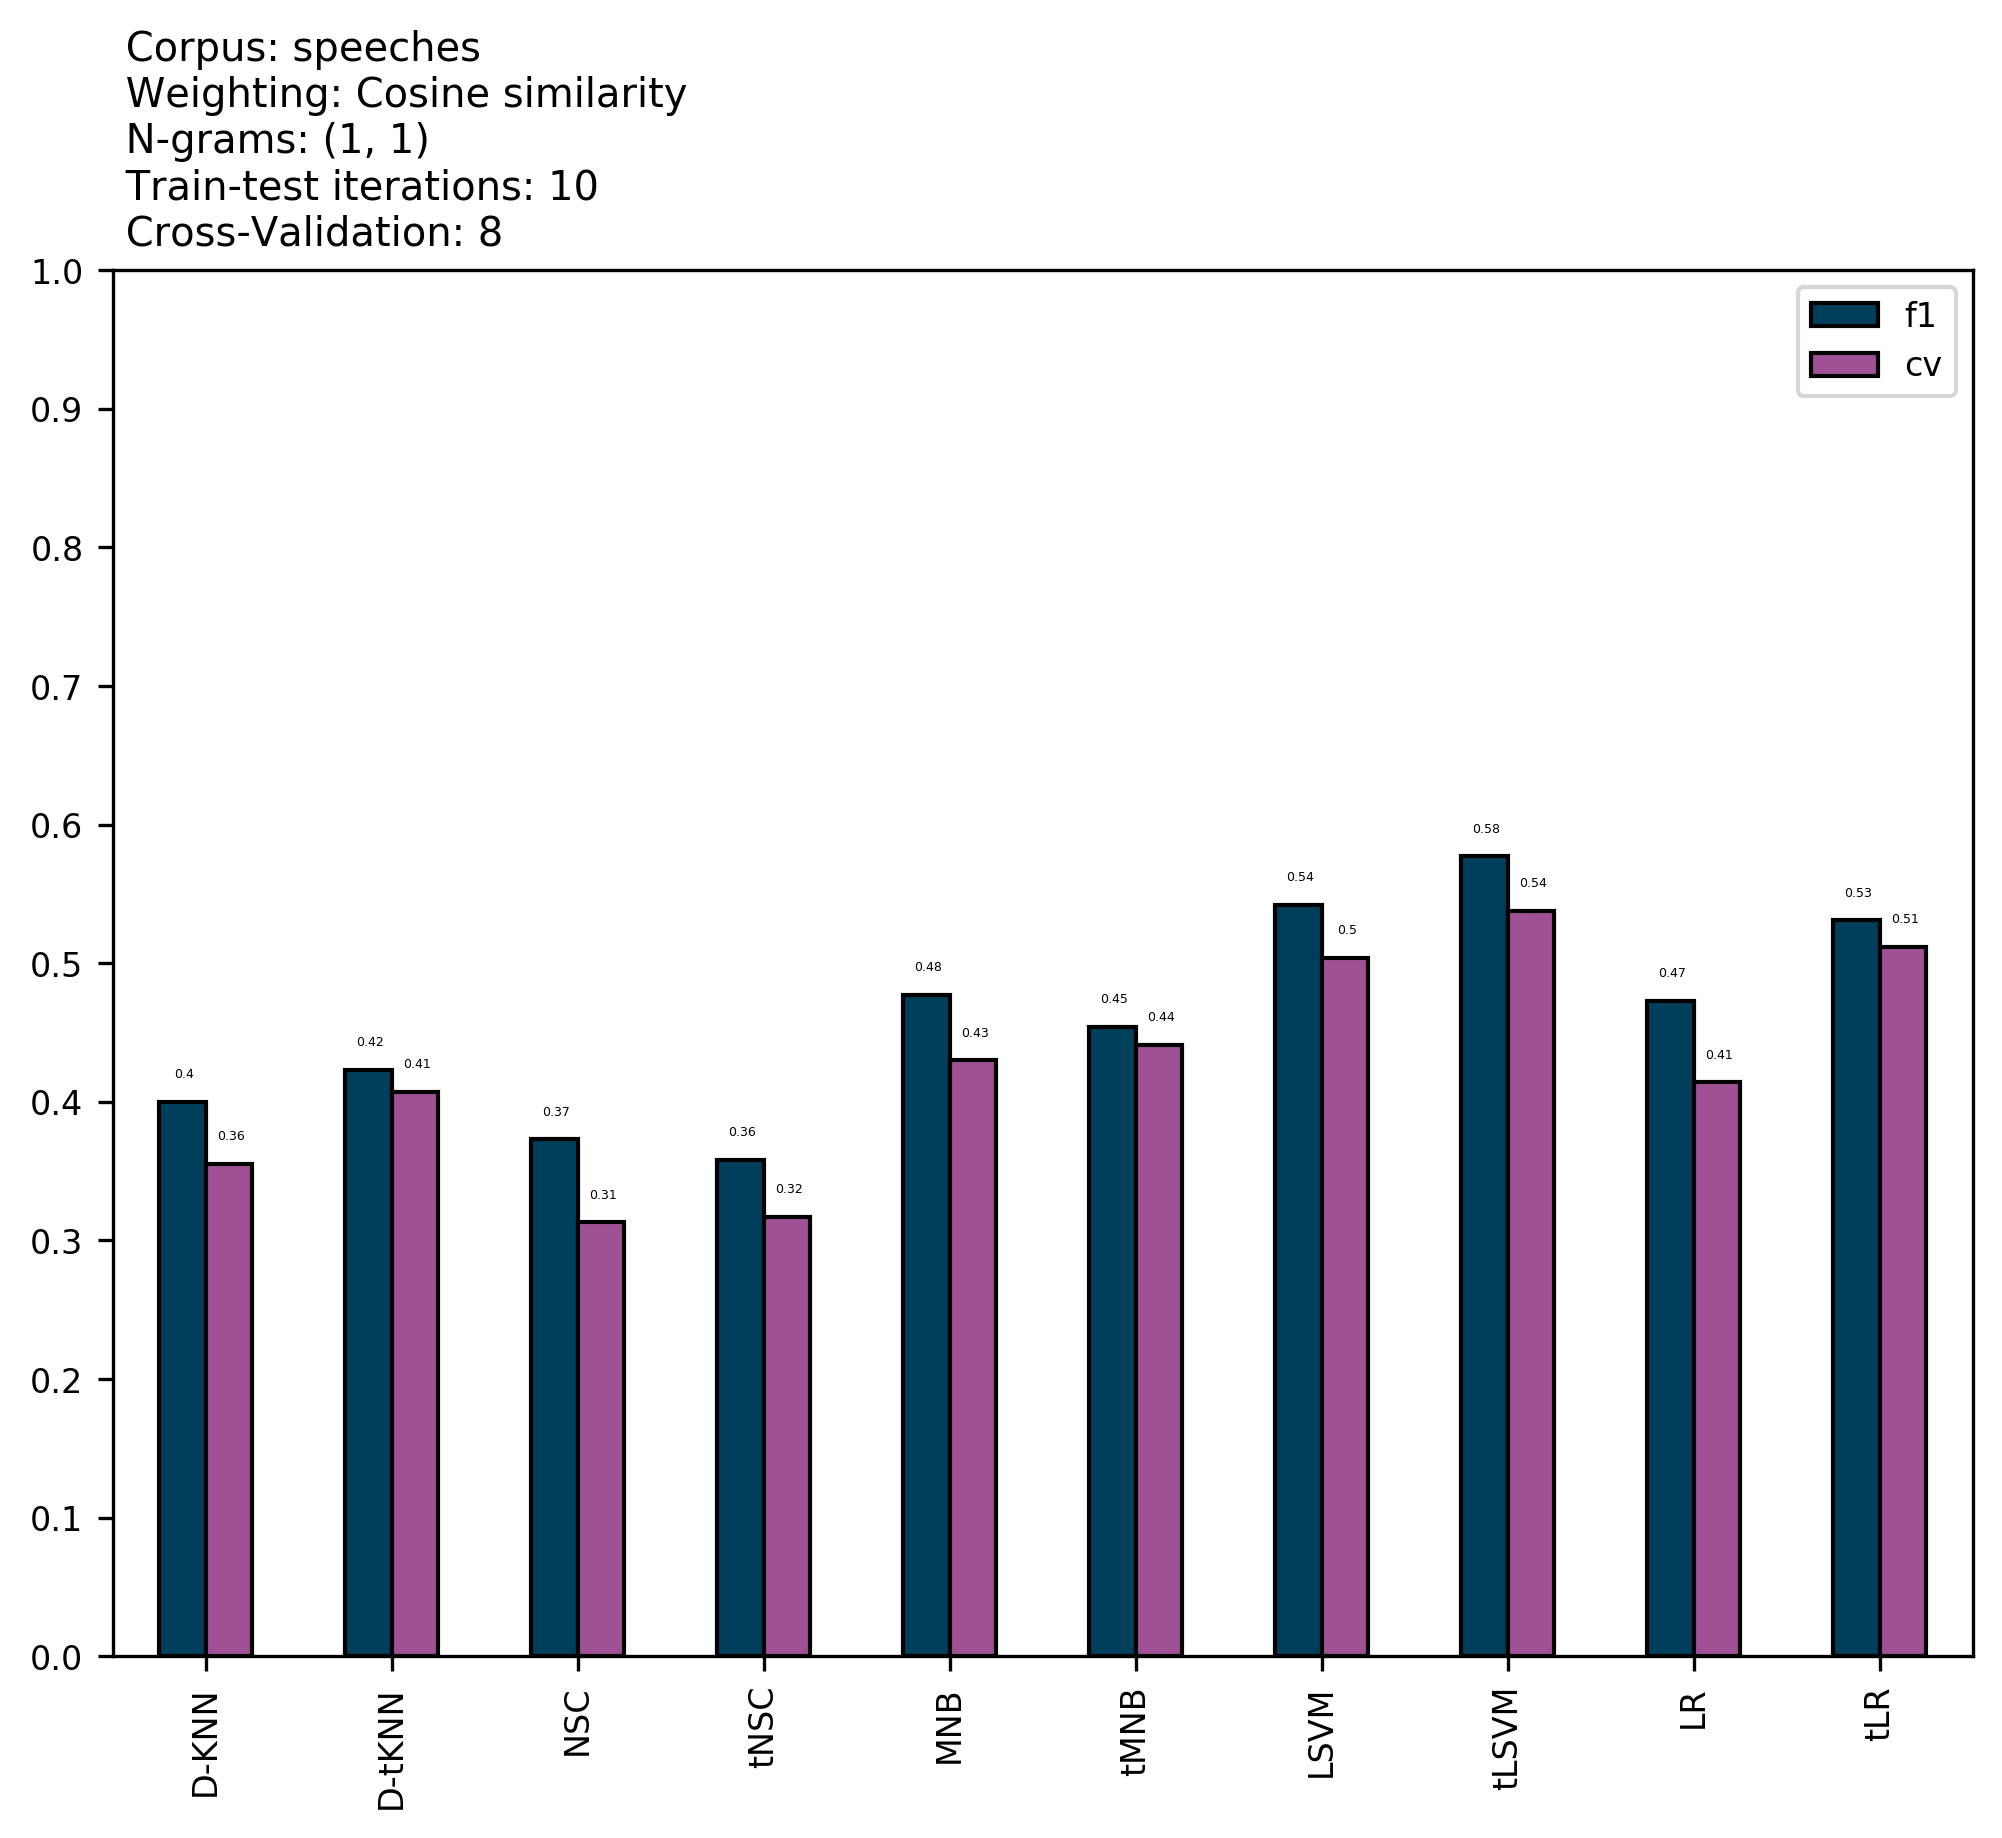 Corpus: speeches
Weighting: Cosine similarity
N-grams: (1, 1)
Train-test iterations: 10
Cross-Validation: 8
1.0
0.9
0.8
0.7
0.6
0.5
0.4
0.3
0.2
0.1
0.0
f1
cv
0.4
0.36
0.42
0.41
0.37
0.31
0.36
0.32
0.48
0.43
0.45
0.44
0.54
0.5
0.58
0.54
0.47
0.41
0.53
0.51
D-KNN
D-tKNN
NSC
tNSC
MNB
tMNB
LSVM
tLSVM
LR
tLR